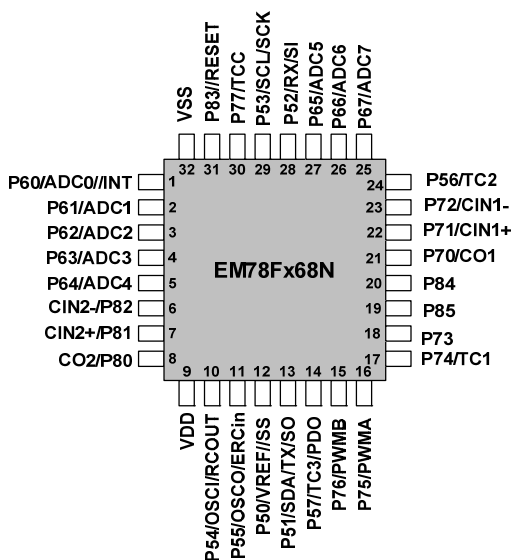 VSS
P83//RESET
P77/TCC
P53/SCL/SCK
P52/RX/SI
P65/ADC5
P66/ADC6
P67/ADC7
32 31 30 29 28 27 26 25
P60/ADC0//INT 1
P61/ADC1 2
P62/ADC2 3
P63/ADC3 4
P64/ADC4 5
CIN2-/P82 6
CIN2+/P81 7
CO2/P80 8
EM78Fx68N
24 P56/TC2
23 P72/CIN1-
22 P71/CIN1+
21 P70/CO1
20 P84
19 P85
18 P73
17 P74/TC1
9 10 11 12 13 14 15 16
VDD
P54/OSCI/RCOUT
P55/OSCO/ERCin
P50/VREF//SS
P51/SDA/TX/SO
P57/TC3/PDO
P76/PWMB
P75/PWMA